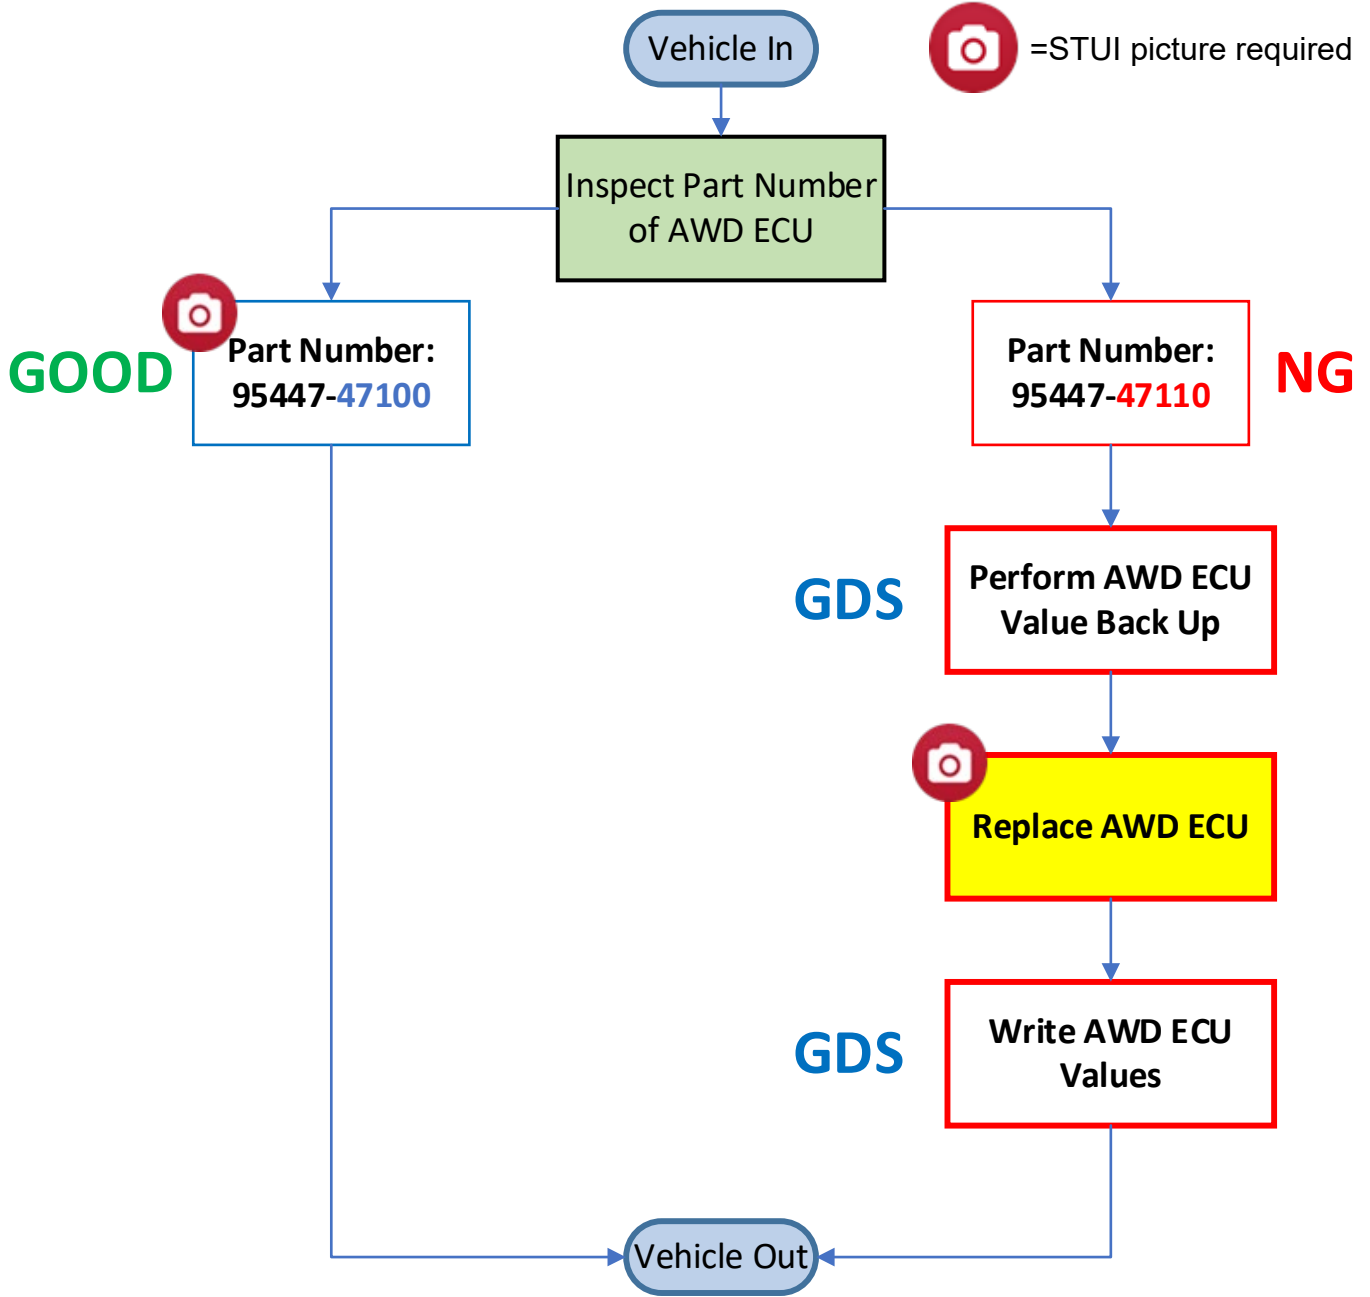 Vehicle In
=STUI picture required
Inspect Part Number
of AWD ECU
GOOD
Part Number:
95447-47100
Part Number:
95447-47110
NG
GDS
Perform AWD ECU
Value Back Up
Replace AWD ECU
GDS
Write AWD ECU
Values
Vehicle Out